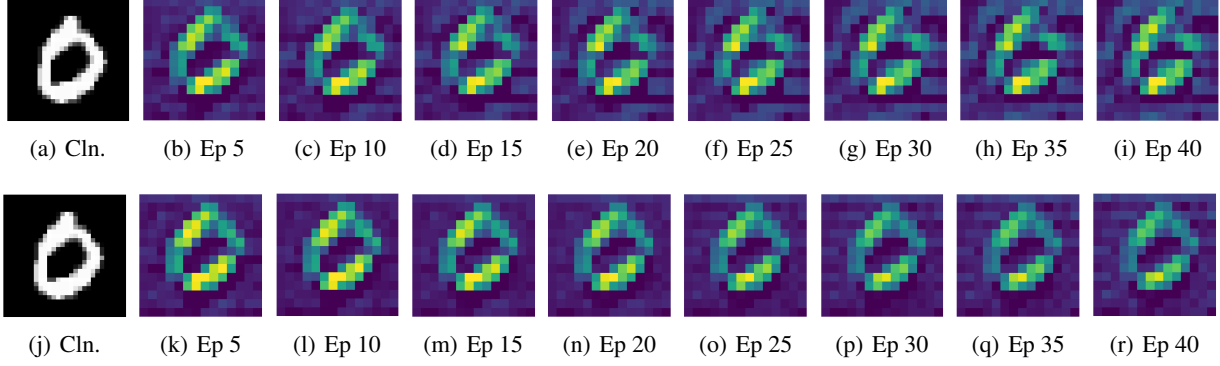 (a) Cln. (b) Ep 5 (c) Ep 10 (d) Ep 15 (e) Ep 20 (f) Ep 25 (g) Ep 30 (h) Ep 35 (i) Ep 40
(j) Cln. (k) Ep 5 (l) Ep 10 (m) Ep 15 (n) Ep 20 (o) Ep 25 (p) Ep 30 (q) Ep 35 (r) Ep 40